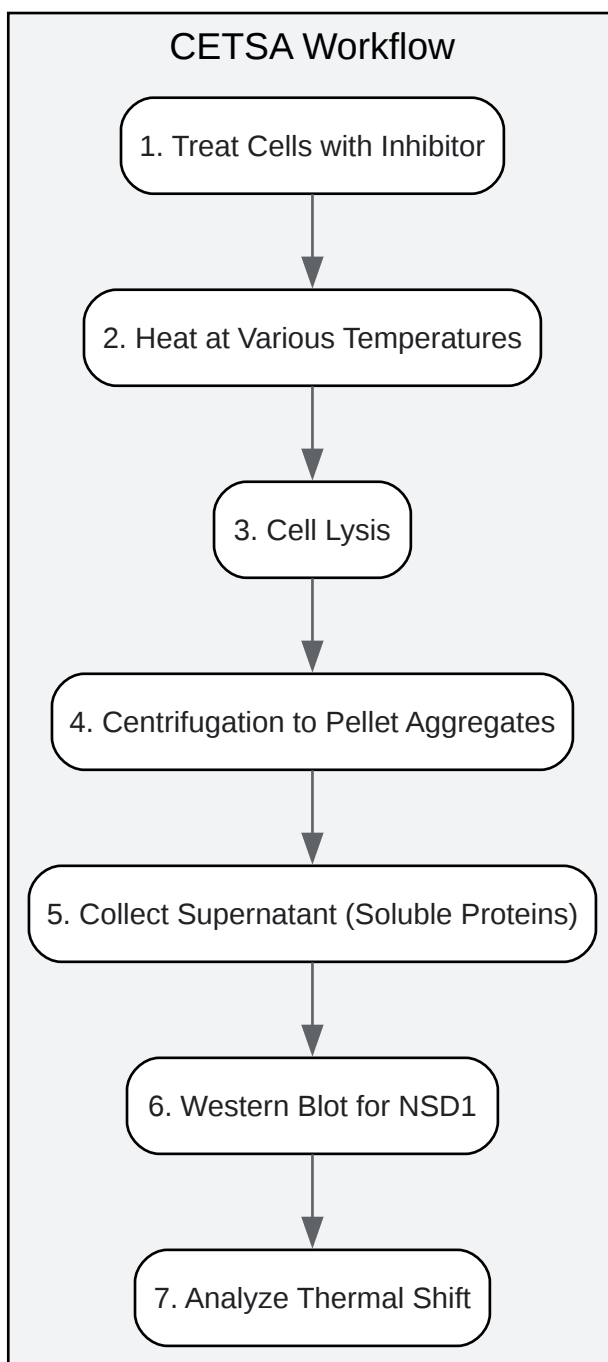 CETSA Workflow
1. Treat Cells with Inhibitor
2. Heat at Various Temperatures
3. Cell Lysis
4. Centrifugation to Pellet Aggregates
5. Collect Supernatant (Soluble Proteins)
6. Western Blot for NSD1
7. Analyze Thermal Shift